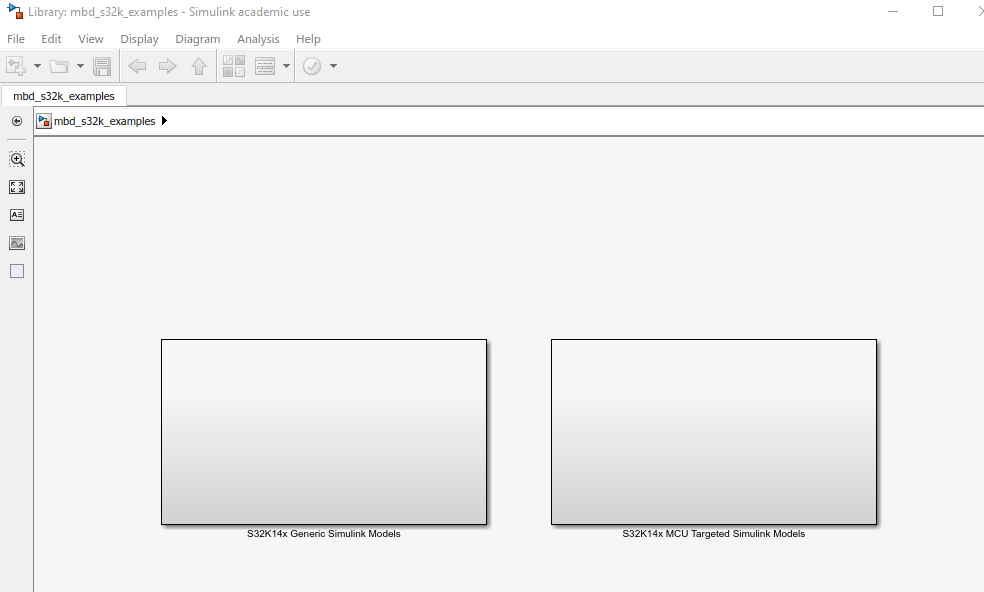 Library: mbd_s32k_examples - Simulink academic use
File Edit View Display Diagram Analysis Help
mbd_s32k_examples
mbd_s32k_examples
S32K14x Generic Simulink Models
S32K14x MCU Targeted Simulink Models